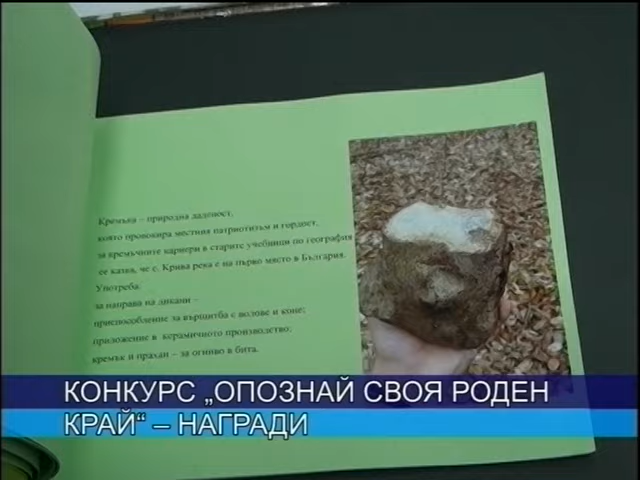 Кремъка – природна даденост,
която провокира местния патриотизъм и гордост,
за кремъчните кариери в старите учебници по география
се казва, че с. Крива река е на първо място в България.
Употреба:
за направа на дикани –
приспособление за вършитба с волове и коне;
приложение в керамичното производство;
кремък и прахан – за огниво в бита.
КОНКУРС „ОПОЗНАЙ СВОЯ РОДЕН
КРАЙ“ – НАГРАДИ